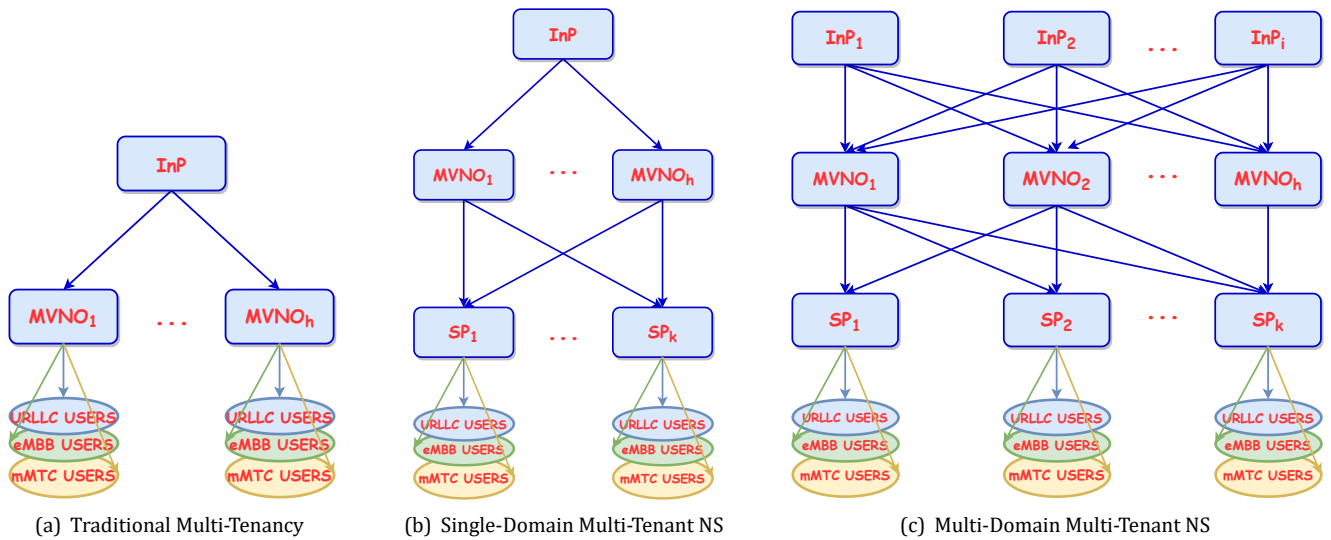 InP
MVNO₁ ... MVNOₕ
URLLC USERS URLLC USERS
eMBB USERS eMBB USERS
mMTC USERS mMTC USERS
(a) Traditional Multi-Tenancy
InP
MVNO₁ ... MVNOₕ
SP₁ ... SPₖ
URLLC USERS URLLC USERS
eMBB USERS eMBB USERS
mMTC USERS mMTC USERS
(b) Single-Domain Multi-Tenant NS
InP₁ InP₂ ... InPᵢ
MVNO₁ MVNO₂ ... MVNOₕ
SP₁ SP₂ ... SPₖ
URLLC USERS URLLC USERS URLLC USERS
eMBB USERS eMBB USERS eMBB USERS
mMTC USERS mMTC USERS mMTC USERS
(c) Multi-Domain Multi-Tenant NS